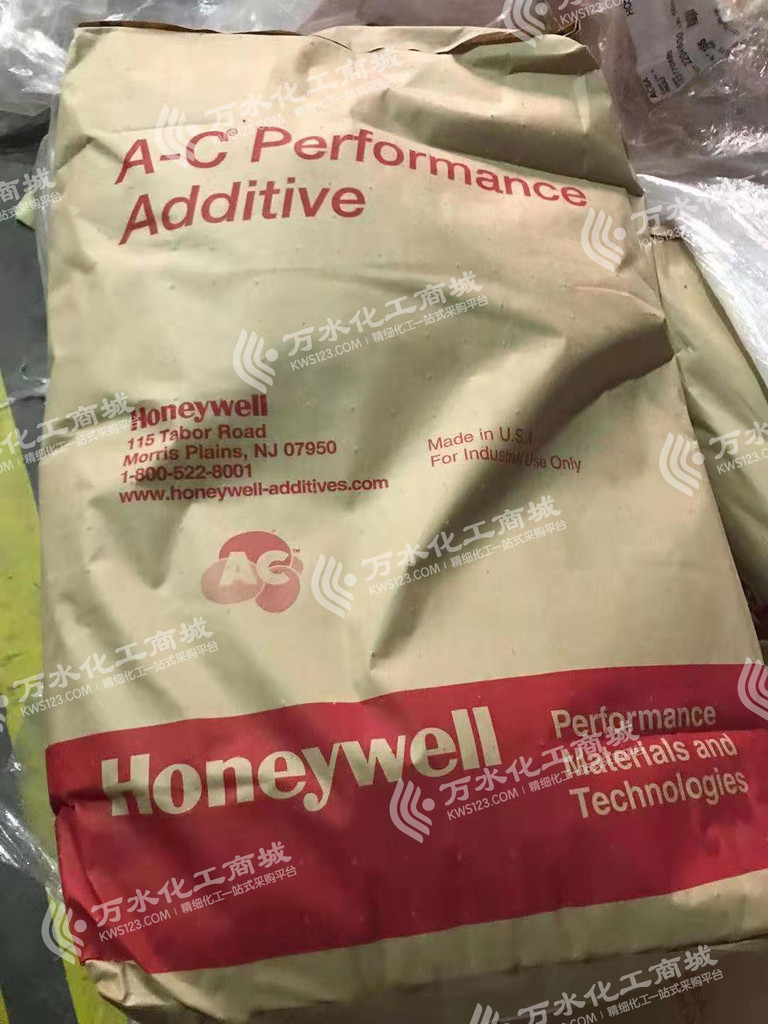 A-C® Performance
Additive
Honeywell
115 Tabor Road
Morris Plains, NJ 07950
1-800-522-8001
www.honeywell-additives.com
Made in U.S.A
For Industrial Use Only
AC™
Honeywell
Performance
Materials and
Technologies
万水化工商城
KWS123.COM | 精细化工一站式采购平台